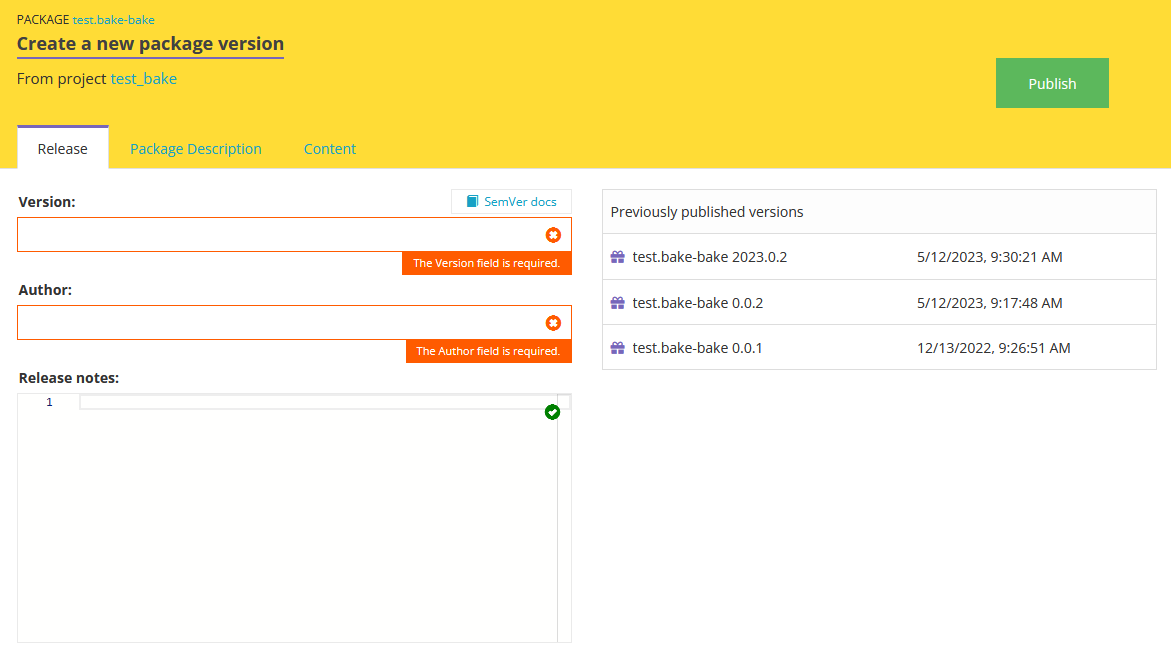 PACKAGE test.bake-bake
Create a new package version
From project test_bake
Publish
Release
Package Description
Content
Version:
SemVer docs
The Version field is required.
Author:
The Author field is required.
Release notes:
1
Previously published versions
test.bake-bake 2023.0.2 5/12/2023, 9:30:21 AM
test.bake-bake 0.0.2 5/12/2023, 9:17:48 AM
test.bake-bake 0.0.1 12/13/2022, 9:26:51 AM